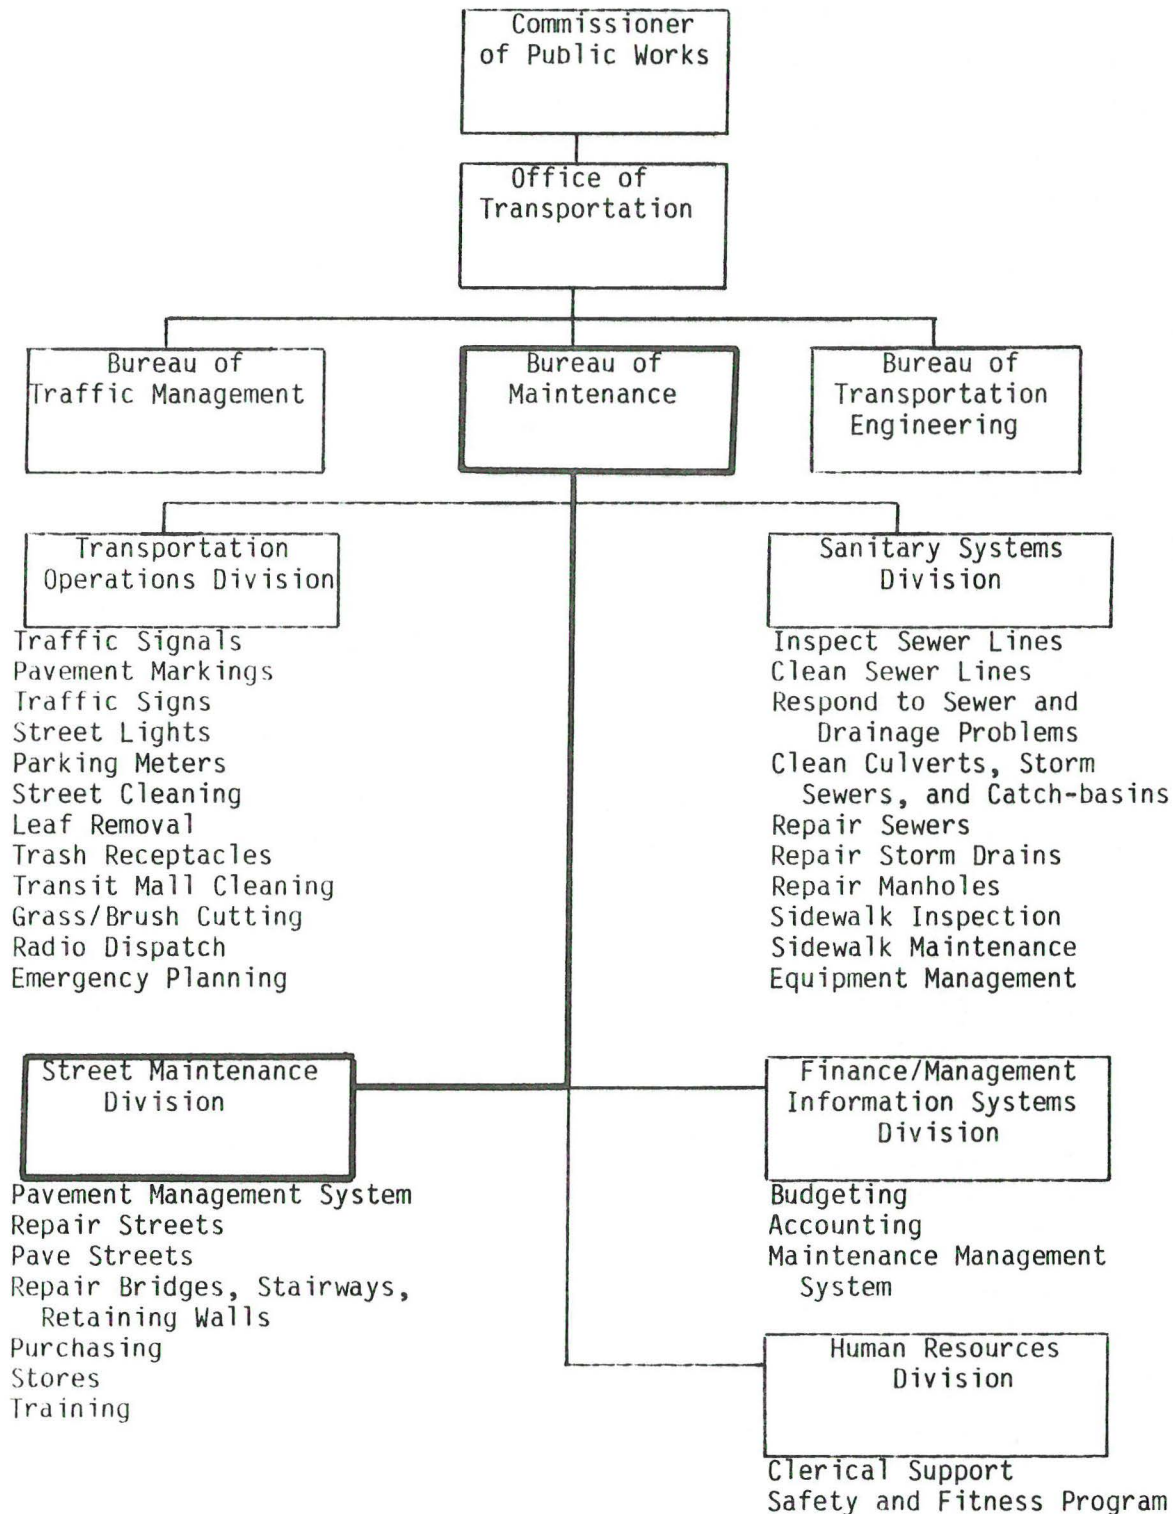 Commissioner
of Public Works
Office of
Transportation
Bureau of
Traffic Management
Bureau of
Maintenance
Bureau of
Transportation
Engineering
Transportation
Operations Division
Traffic Signals
Pavement Markings
Traffic Signs
Street Lights
Parking Meters
Street Cleaning
Leaf Removal
Trash Receptacles
Transit Mall Cleaning
Grass/Brush Cutting
Radio Dispatch
Emergency Planning
Sanitary Systems
Division
Inspect Sewer Lines
Clean Sewer Lines
Respond to Sewer and
Drainage Problems
Clean Culverts, Storm
Sewers, and Catch-basins
Repair Sewers
Repair Storm Drains
Repair Manholes
Sidewalk Inspection
Sidewalk Maintenance
Equipment Management
Street Maintenance
Division
Pavement Management System
Repair Streets
Pave Streets
Repair Bridges, Stairways,
Retaining Walls
Purchasing
Stores
Training
Finance/Management
Information Systems
Division
Budgeting
Accounting
Maintenance Management
System
Human Resources
Division
Clerical Support
Safety and Fitness Program